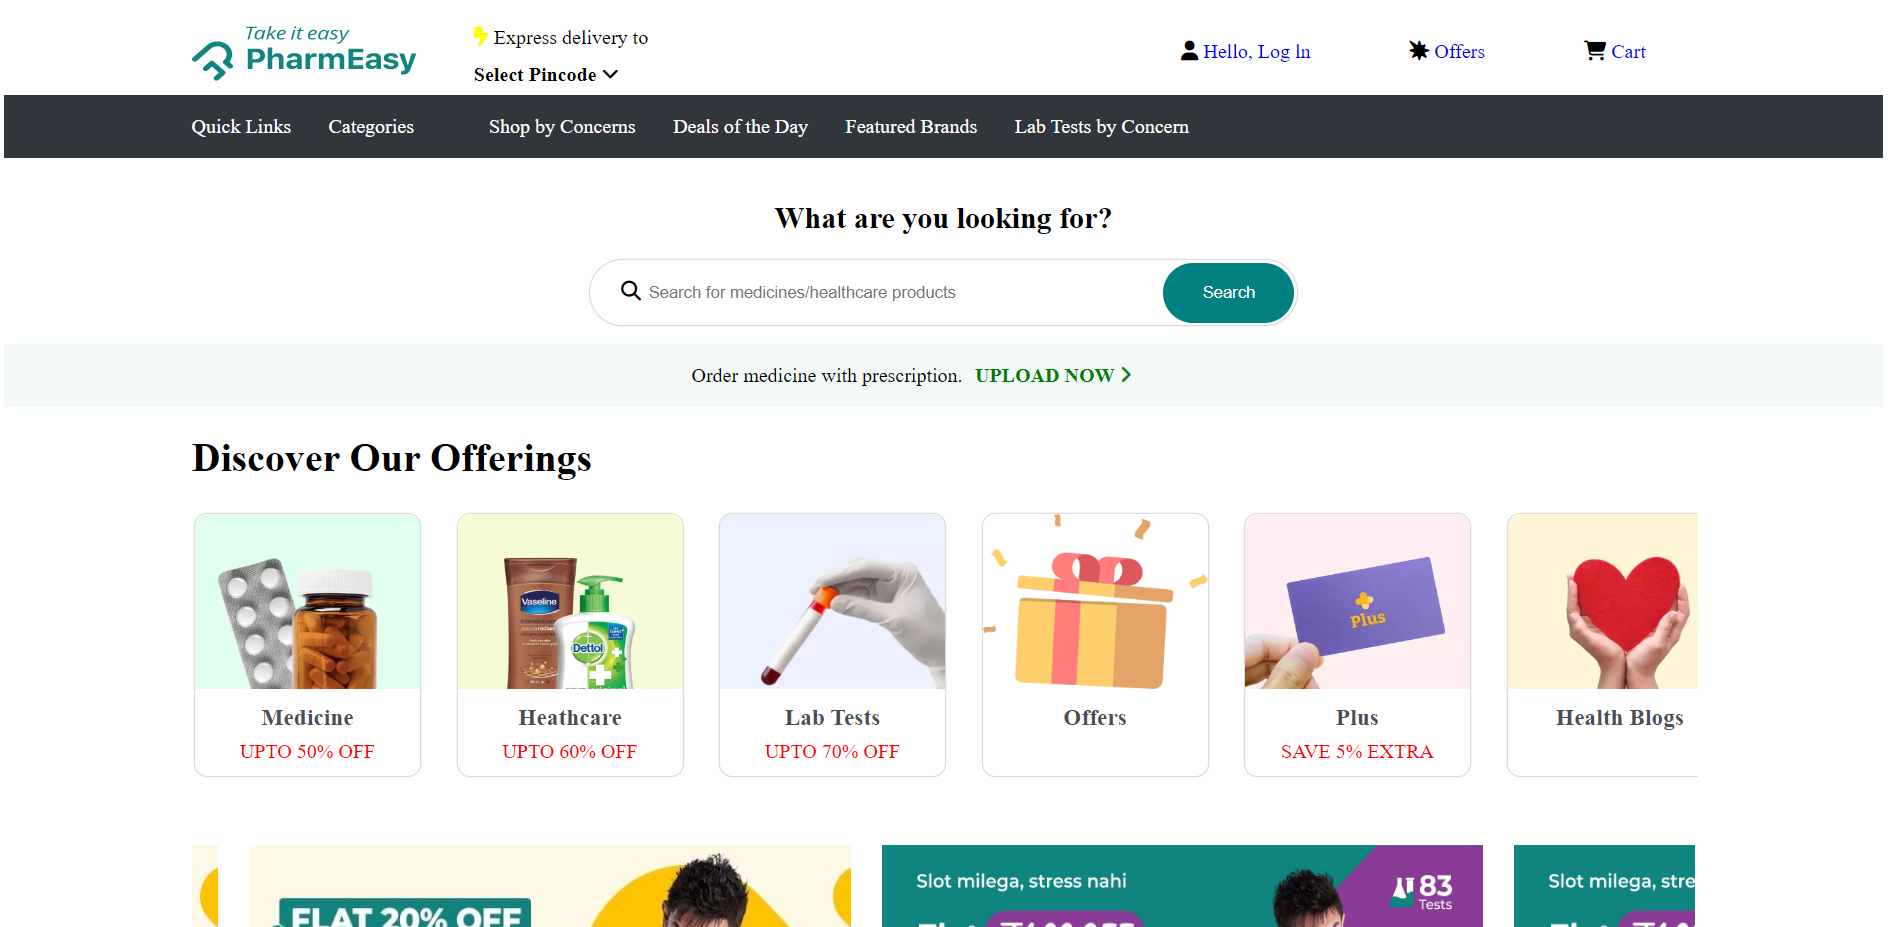 Take it easy
PharmEasy
Express delivery to
Select Pincode
Hello, Log In
Offers
Cart
Quick Links
Categories
Shop by Concerns
Deals of the Day
Featured Brands
Lab Tests by Concern
What are you looking for?
Search for medicines/healthcare products
Search
Order medicine with prescription. UPLOAD NOW
Discover Our Offerings
Vaseline
Dettol
Plus
Medicine
UPTO 50% OFF
Heathcare
UPTO 60% OFF
Lab Tests
UPTO 70% OFF
Offers
Plus
SAVE 5% EXTRA
Health Blogs
FLAT 20% OFF
Slot milega, stress nahi
83
Tests
Slot milega, stre